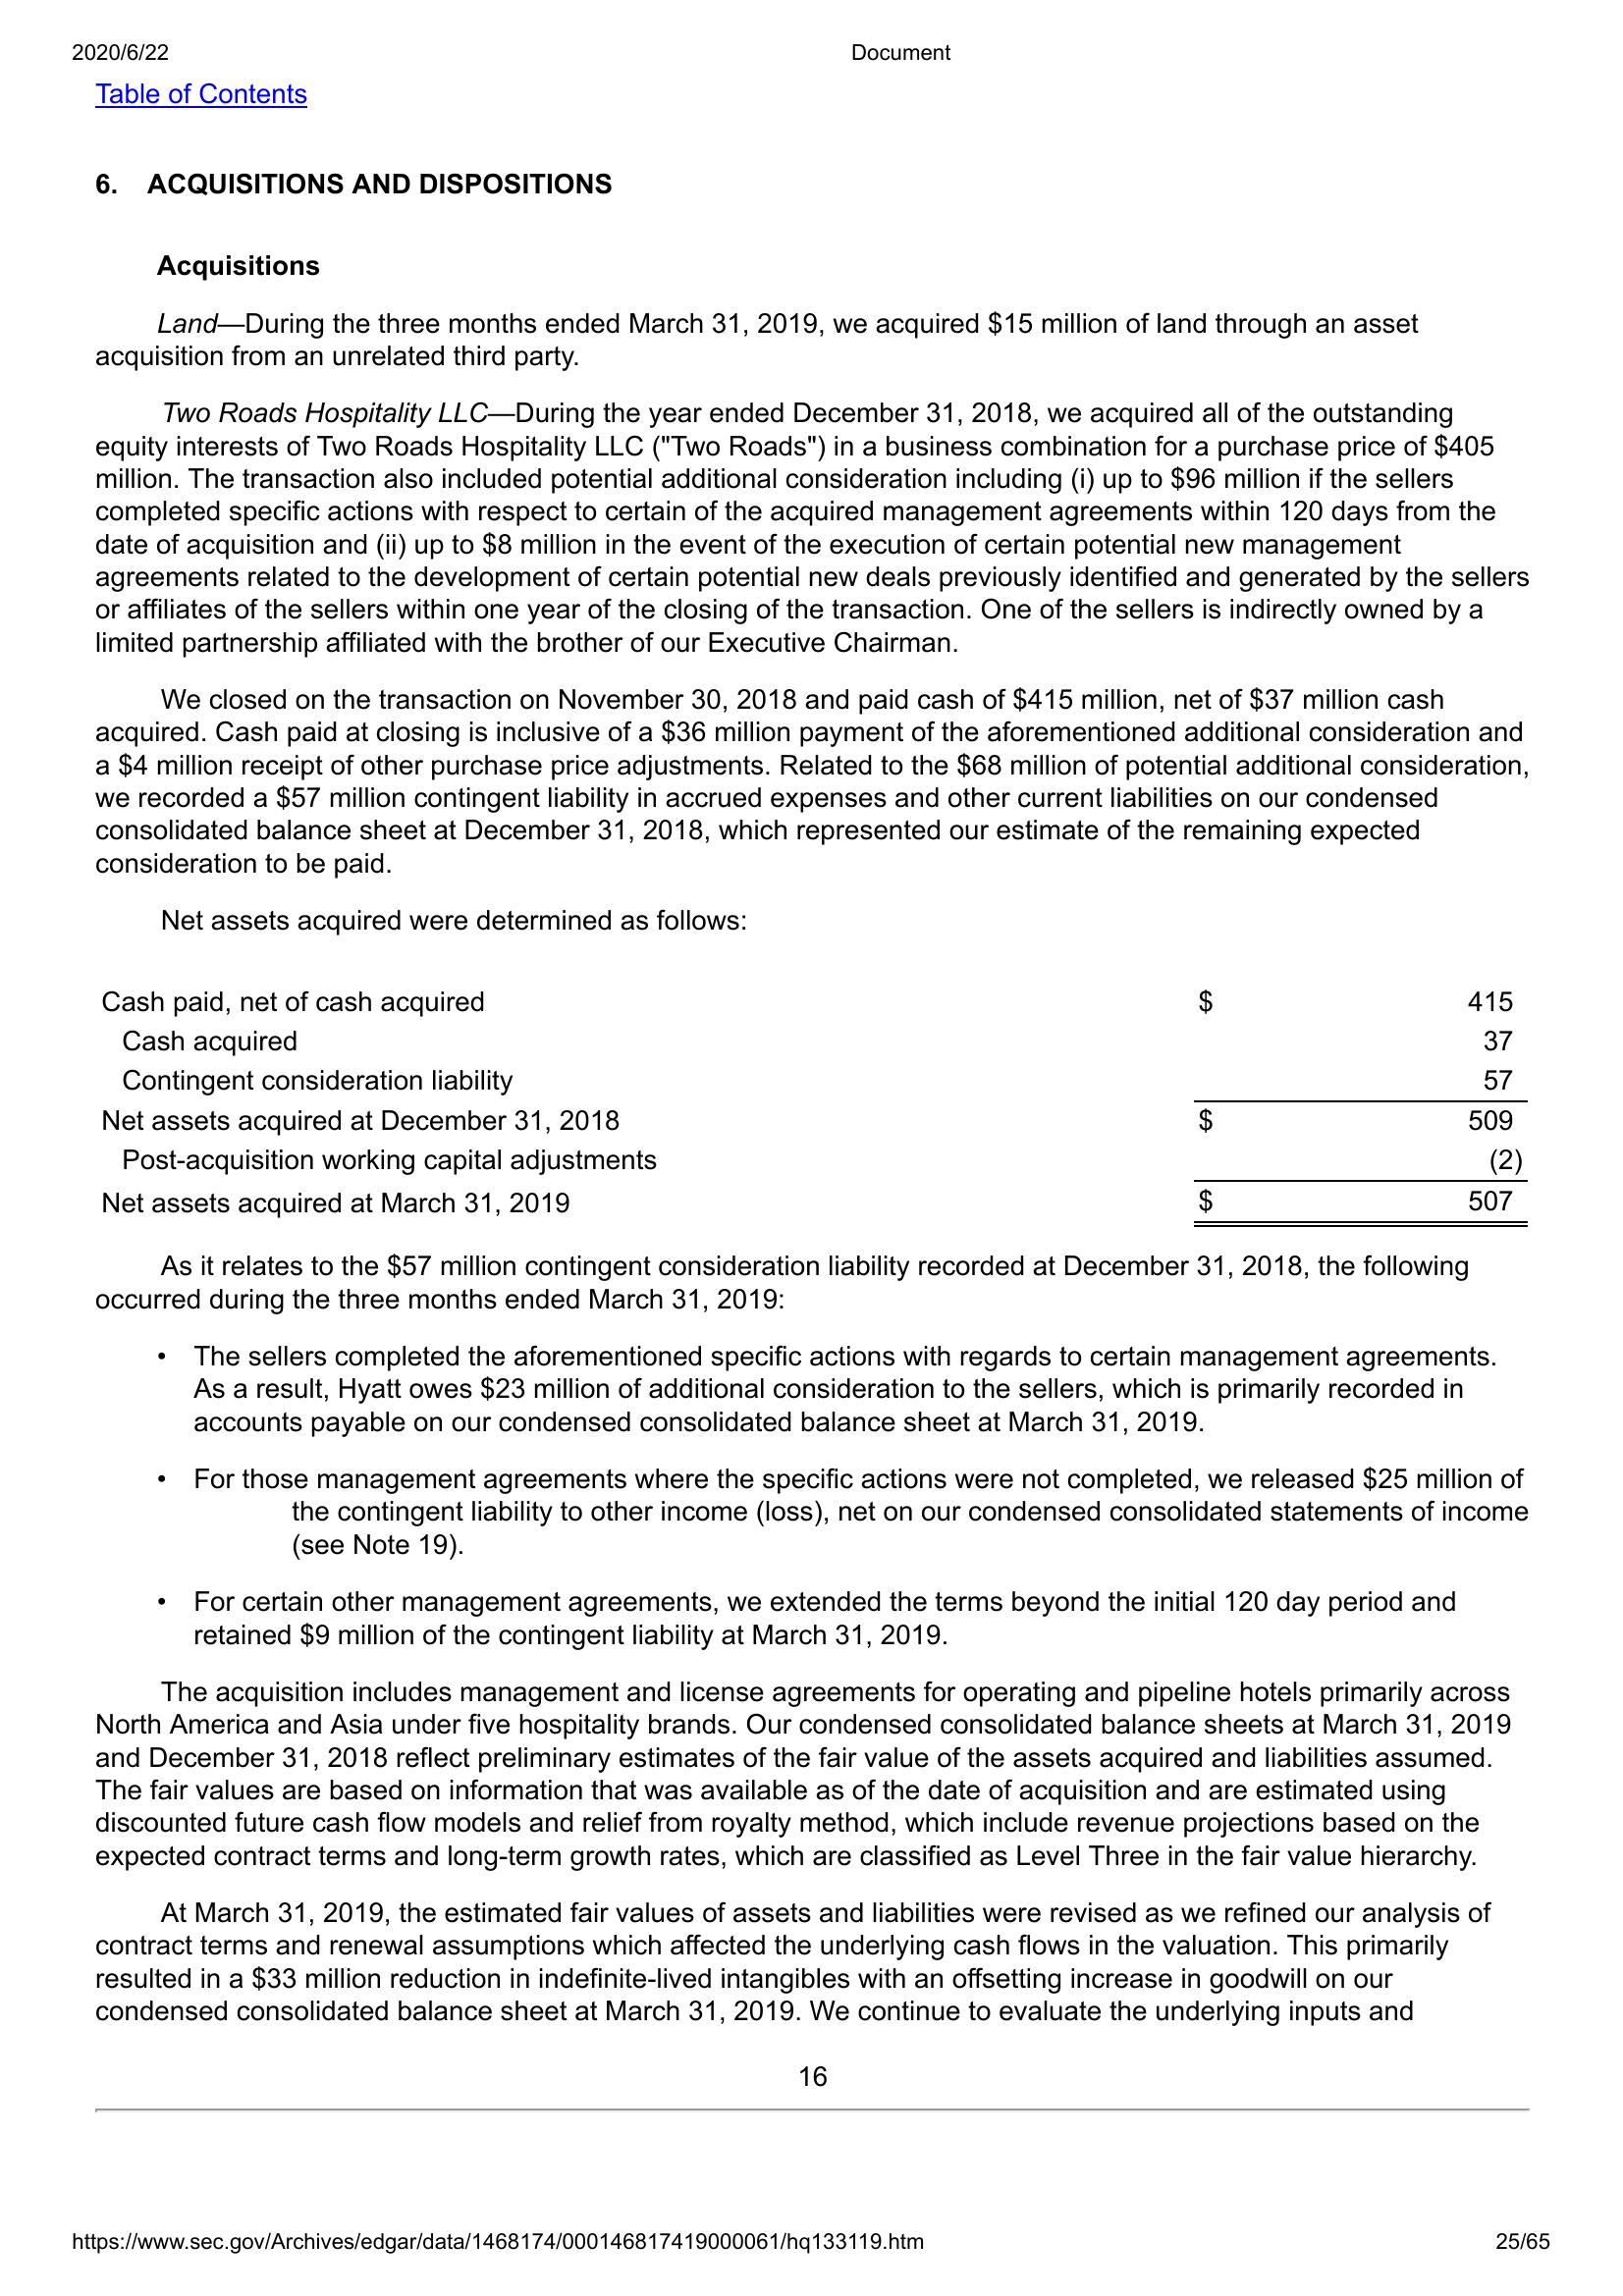 2020/6/22 Document
Table of Contents
6. ACQUISITIONS AND DISPOSITIONS
Acquisitions
Land—During the three months ended March 31, 2019, we acquired $15 million of land through an asset
acquisition from an unrelated third party.
Two Roads Hospitality LLC—During the year ended December 31, 2018, we acquired all of the outstanding
equity interests of Two Roads Hospitality LLC ("Two Roads") in a business combination for a purchase price of $405
million. The transaction also included potential additional consideration including (i) up to $96 million if the sellers
completed specific actions with respect to certain of the acquired management agreements within 120 days from the
date of acquisition and (ii) up to $8 million in the event of the execution of certain potential new management
agreements related to the development of certain potential new deals previously identified and generated by the sellers
or affiliates of the sellers within one year of the closing of the transaction. One of the sellers is indirectly owned by a
limited partnership affiliated with the brother of our Executive Chairman.
We closed on the transaction on November 30, 2018 and paid cash of $415 million, net of $37 million cash
acquired. Cash paid at closing is inclusive of a $36 million payment of the aforementioned additional consideration and
a $4 million receipt of other purchase price adjustments. Related to the $68 million of potential additional consideration,
we recorded a $57 million contingent liability in accrued expenses and other current liabilities on our condensed
consolidated balance sheet at December 31, 2018, which represented our estimate of the remaining expected
consideration to be paid.
Net assets acquired were determined as follows:
Cash paid, net of cash acquired $ 415
Cash acquired 37
Contingent consideration liability 57
Net assets acquired at December 31, 2018 $ 509
Post-acquisition working capital adjustments (2)
Net assets acquired at March 31, 2019 $ 507
As it relates to the $57 million contingent consideration liability recorded at December 31, 2018, the following
occurred during the three months ended March 31, 2019:
• The sellers completed the aforementioned specific actions with regards to certain management agreements.
As a result, Hyatt owes $23 million of additional consideration to the sellers, which is primarily recorded in
accounts payable on our condensed consolidated balance sheet at March 31, 2019.
• For those management agreements where the specific actions were not completed, we released $25 million of
the contingent liability to other income (loss), net on our condensed consolidated statements of income
(see Note 19).
• For certain other management agreements, we extended the terms beyond the initial 120 day period and
retained $9 million of the contingent liability at March 31, 2019.
The acquisition includes management and license agreements for operating and pipeline hotels primarily across
North America and Asia under five hospitality brands. Our condensed consolidated balance sheets at March 31, 2019
and December 31, 2018 reflect preliminary estimates of the fair value of the assets acquired and liabilities assumed.
The fair values are based on information that was available as of the date of acquisition and are estimated using
discounted future cash flow models and relief from royalty method, which include revenue projections based on the
expected contract terms and long-term growth rates, which are classified as Level Three in the fair value hierarchy.
At March 31, 2019, the estimated fair values of assets and liabilities were revised as we refined our analysis of
contract terms and renewal assumptions which affected the underlying cash flows in the valuation. This primarily
resulted in a $33 million reduction in indefinite-lived intangibles with an offsetting increase in goodwill on our
condensed consolidated balance sheet at March 31, 2019. We continue to evaluate the underlying inputs and
16
https://www.sec.gov/Archives/edgar/data/1468174/000146817419000061/hq133119.htm 25/65